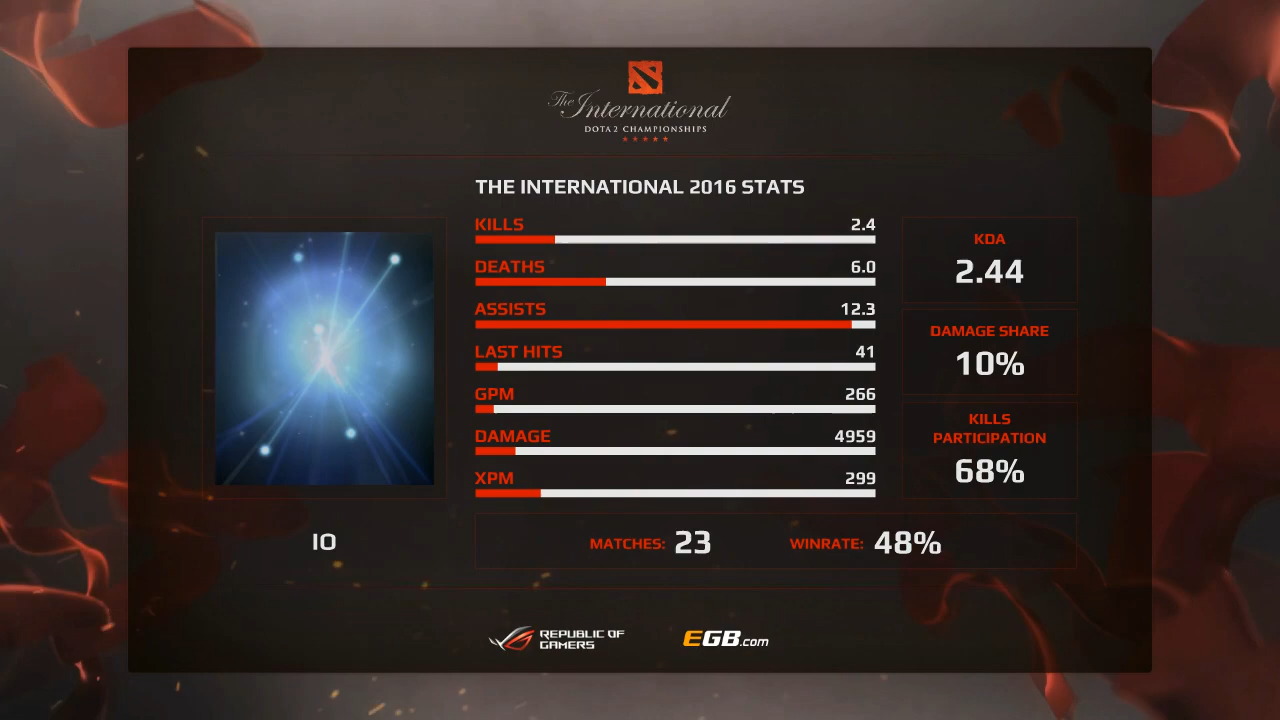 The International
DOTA 2 CHAMPIONSHIPS
THE INTERNATIONAL 2016 STATS
KILLS 2.4
DEATHS 6.0
ASSISTS 12.3
LAST HITS 41
GPM 266
DAMAGE 4959
XPM 299
KDA
2.44
DAMAGE SHARE
10%
KILLS
PARTICIPATION
68%
IO
MATCHES: 23 WINRATE: 48%
REPUBLIC OF
GAMERS
EGB.com